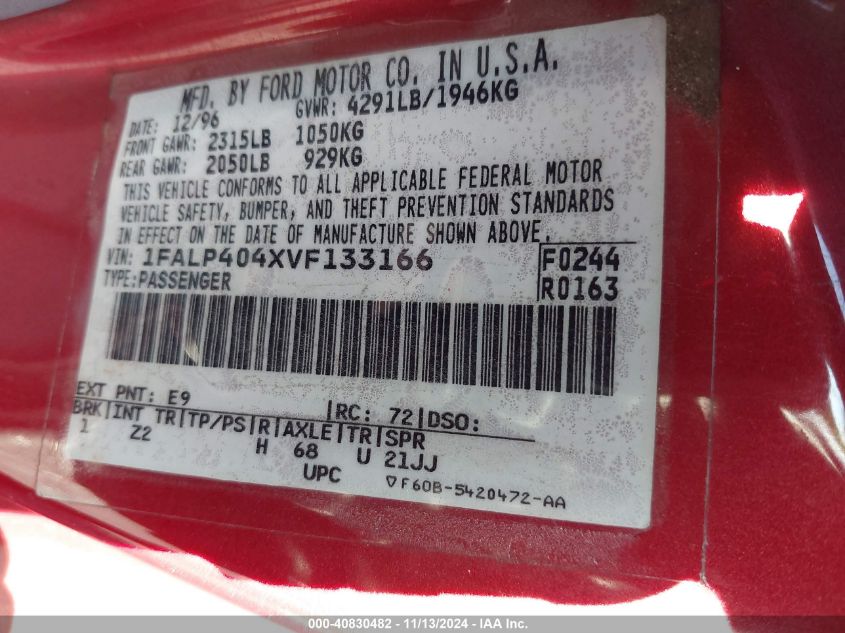 MFD. BY FORD MOTOR CO. IN U.S.A.
DATE: 12/96 GVWR: 4291LB/1946KG
FRONT GAWR: 2315LB 1050KG
REAR GAWR: 2050LB 929KG
THIS VEHICLE CONFORMS TO ALL APPLICABLE FEDERAL MOTOR
VEHICLE SAFETY, BUMPER, AND THEFT PREVENTION STANDARDS
IN EFFECT ON THE DATE OF MANUFACTURE SHOWN ABOVE.
VIN: 1FALP404XVF133166 F0244
TYPE: PASSENGER R0163
EXT PNT: E9 RC: 72 DSO:
BRK INT TR TP/PS R AXLE TR SPR
1 Z2 H 68 U 21JJ
UPC ▽F60B-5420472-AA
000-40830482 - 11/13/2024 - IAA Inc.